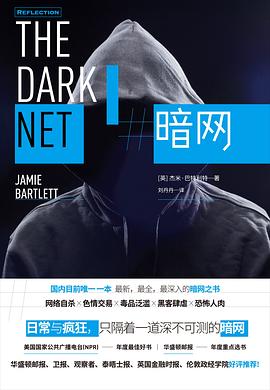 REFLECTION
THE
DARK
NET
#暗网
JAMIE
BARTLETT
[英] 杰米·巴特利特—著
刘丹丹—译
国内目前唯一一本 最新，最全，最深入的暗网之书
网络自杀×色情交易×毒品泛滥×黑客肆虐×恐怖人肉
日常与疯狂，只隔着一道深不可测的暗网
美国国家公共广播电台(NPR) —— 年度最佳好书 | 华盛顿邮报 —— 年度重点选书
华盛顿邮报、卫报、观察者、泰晤士报、英国金融时报、伦敦政经学院好评推荐!